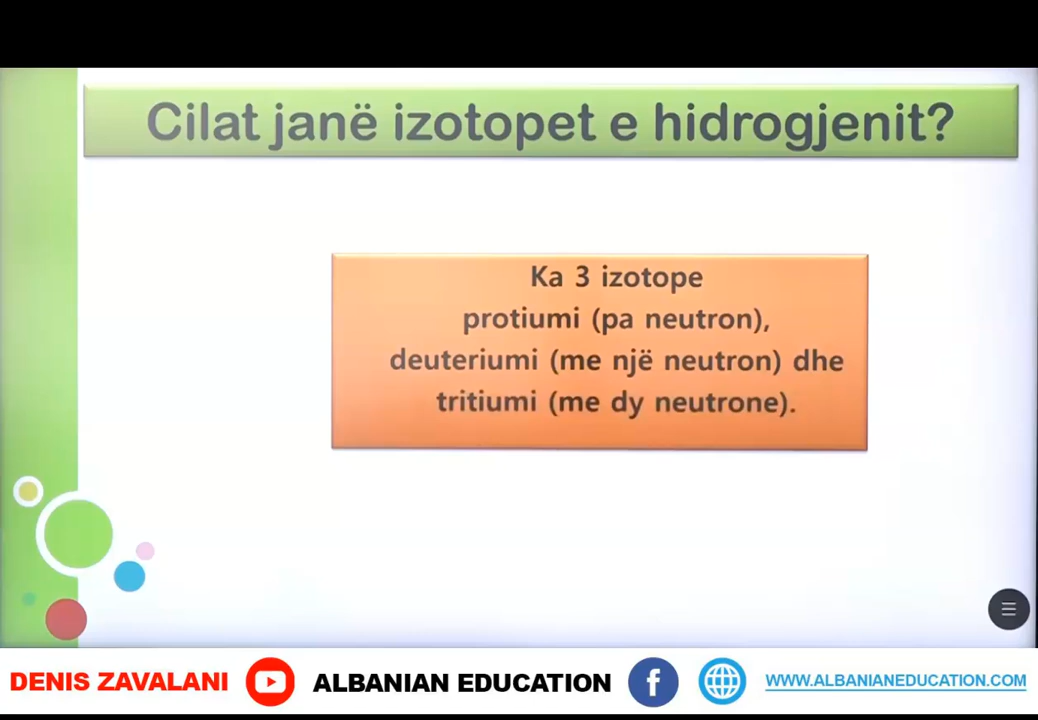 Cilat janë izotopet e hidrogjenit?
Ka 3 izotope
protiumi (pa neutron),
deuteriumi (me një neutron) dhe
tritiumi (me dy neutrone).
DENIS ZAVALANI ALBANIAN EDUCATION WWW.ALBANIANEDUCATION.COM